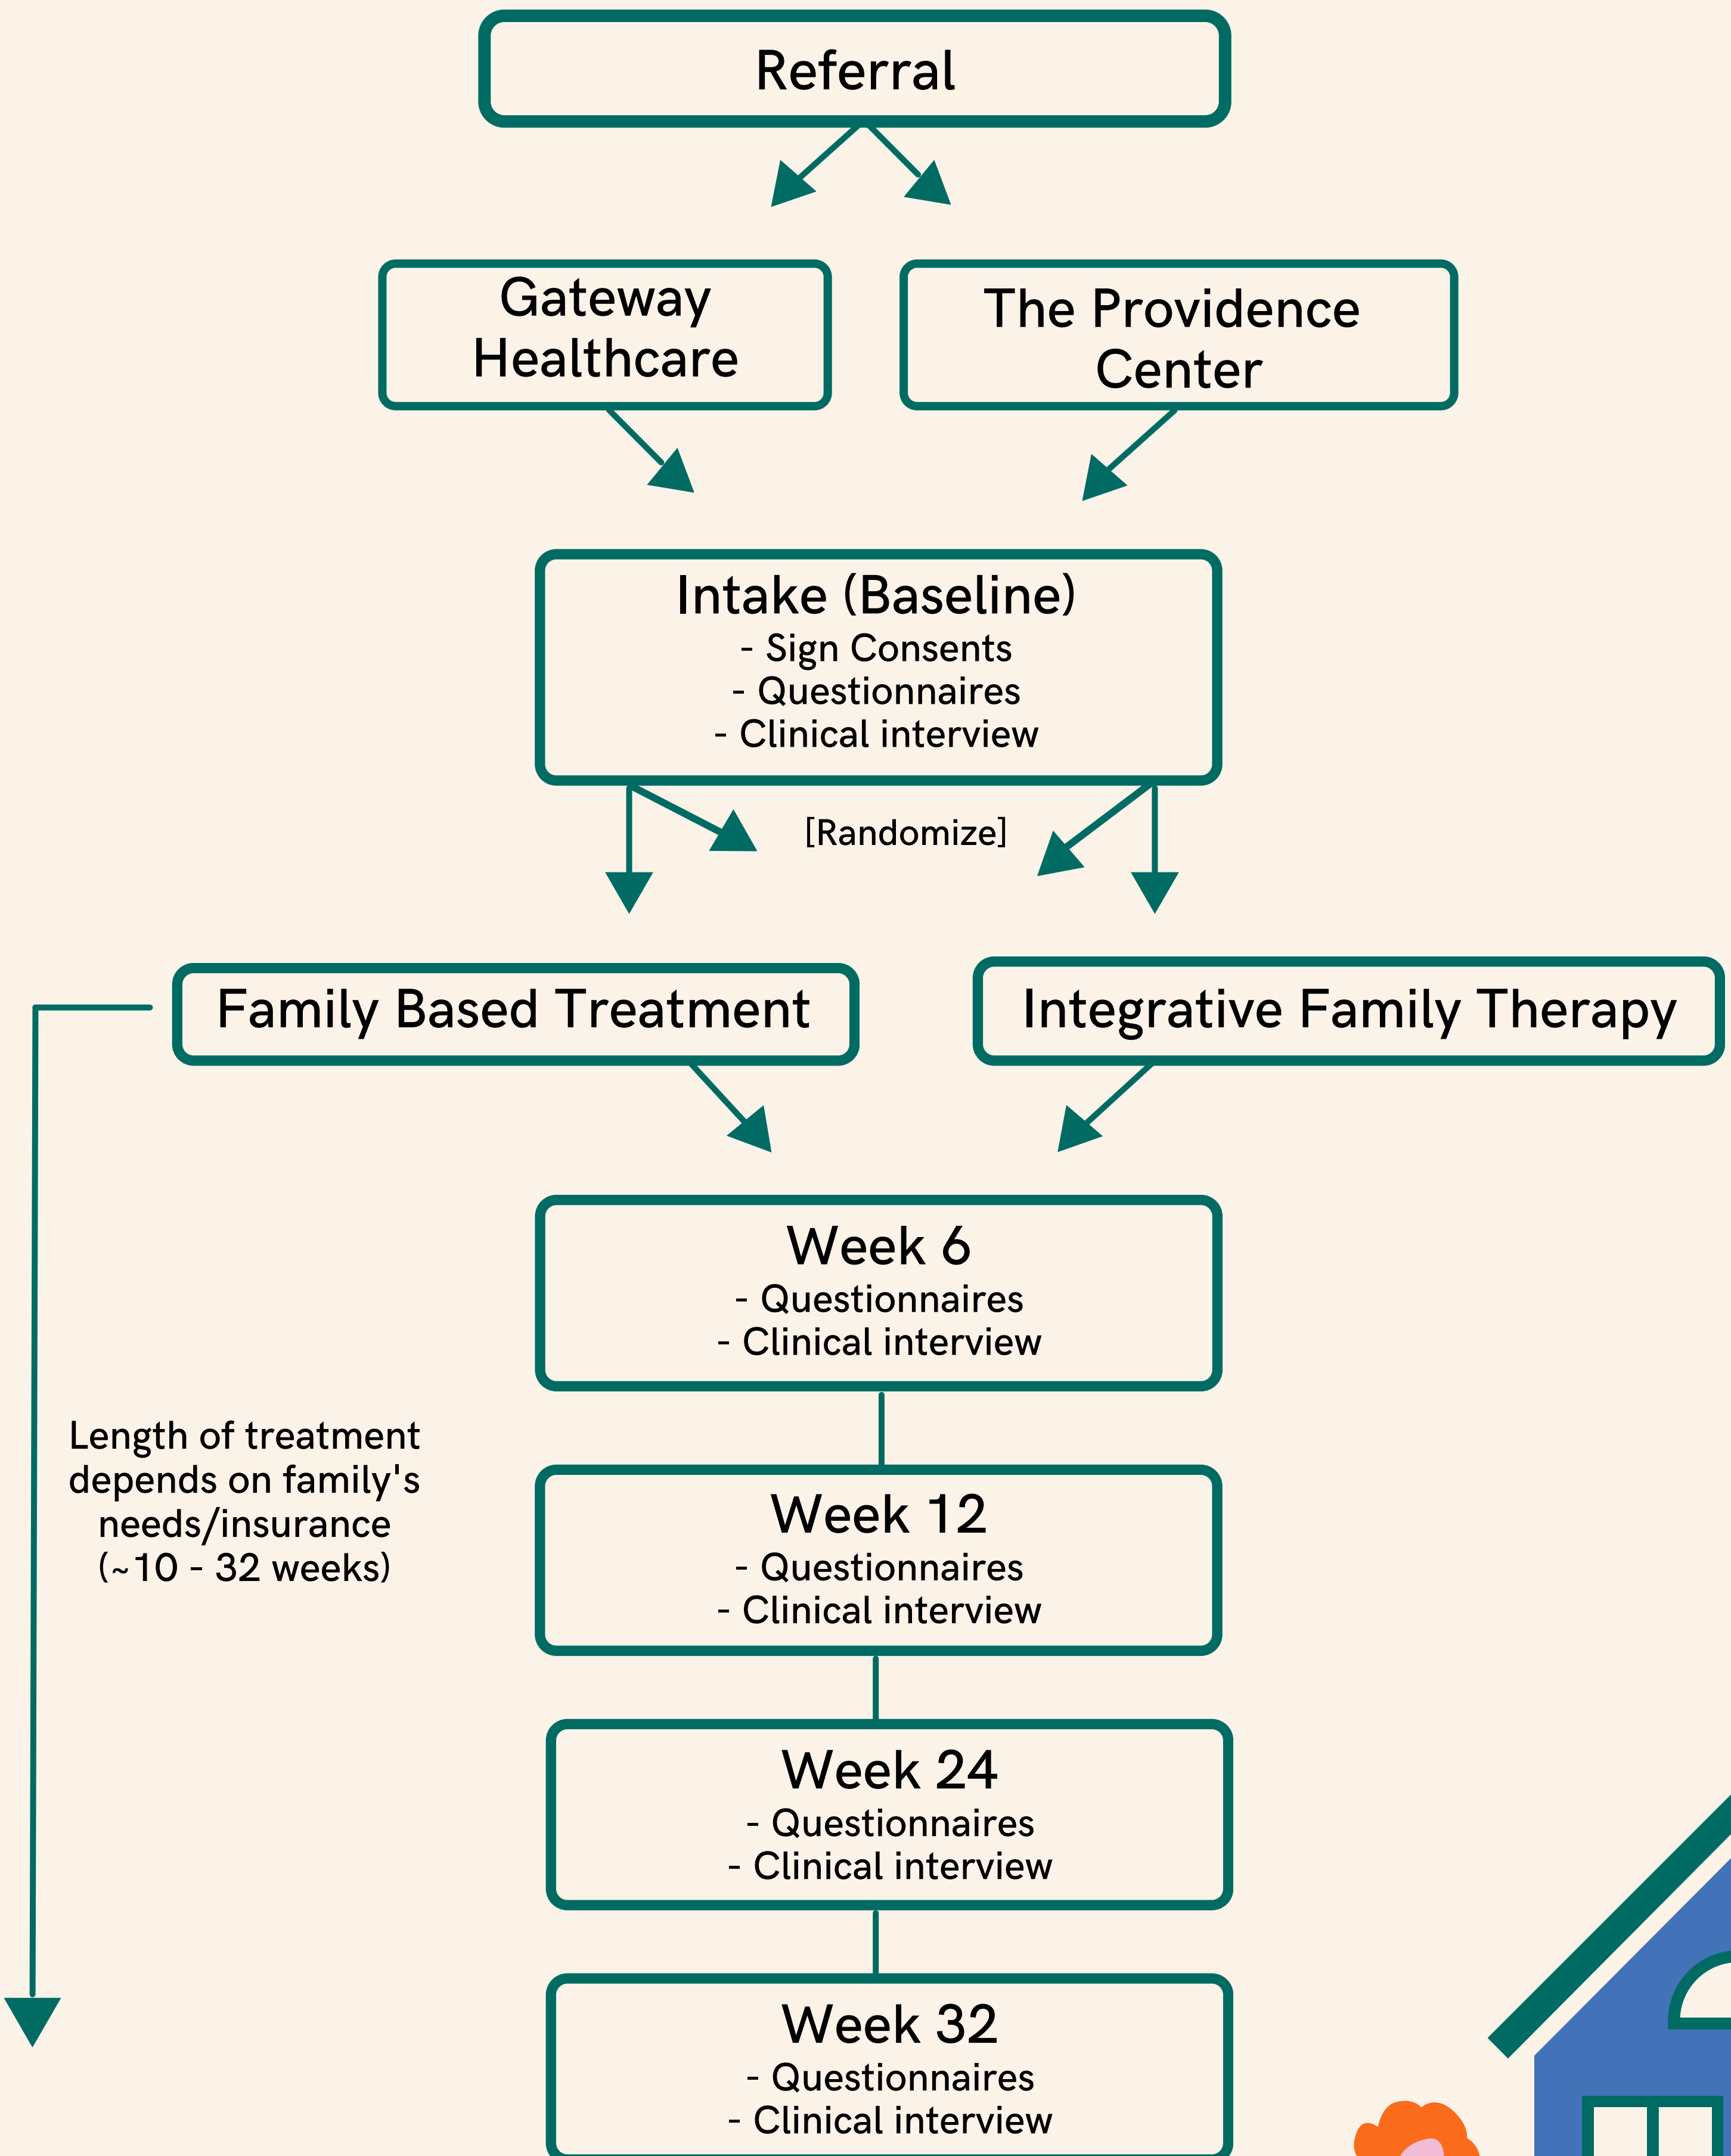 Referral
Gateway
Healthcare
The Providence
Center
Intake (Baseline)
- Sign Consents
- Questionnaires
- Clinical interview
[Randomize]
Family Based Treatment
Integrative Family Therapy
Week 6
- Questionnaires
- Clinical interview
Length of treatment
depends on family's
needs/insurance
(~10 - 32 weeks)
Week 12
- Questionnaires
- Clinical interview
Week 24
- Questionnaires
- Clinical interview
Week 32
- Questionnaires
- Clinical interview